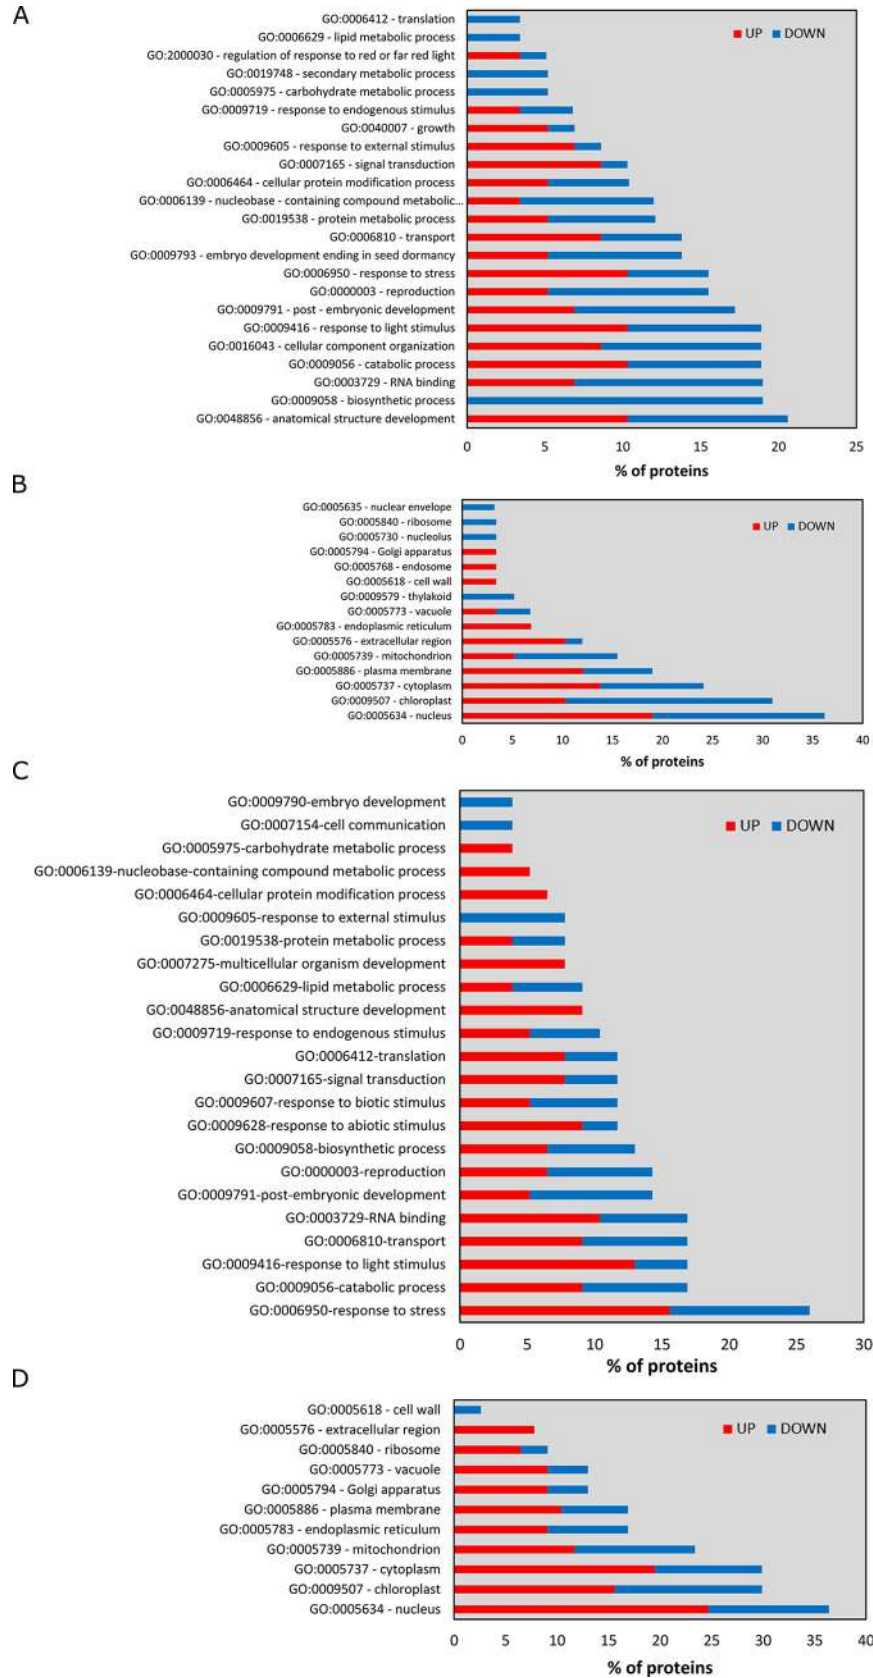 A
GO:0006412 - translation
GO:0006629 - lipid metabolic process
GO:2000030 - regulation of response to red or far red light
GO:0019748 - secondary metabolic process
GO:0005975 - carbohydrate metabolic process
GO:0009719 - response to endogenous stimulus
GO:0040007 - growth
GO:0009605 - response to external stimulus
GO:0007165 - signal transduction
GO:0006464 - cellular protein modification process
GO:0006139 - nucleobase - containing compound metabolic...
GO:0019538 - protein metabolic process
GO:0006810 - transport
GO:0009793 - embryo development ending in seed dormancy
GO:0006950 - response to stress
GO:0000003 - reproduction
GO:0009791 - post - embryonic development
GO:0009416 - response to light stimulus
GO:0016043 - cellular component organization
GO:0009056 - catabolic process
GO:0003729 - RNA binding
GO:0009058 - biosynthetic process
GO:0048856 - anatomical structure development
UP DOWN
0 5 10 15 20 25
% of proteins
B
GO:0005635 - nuclear envelope
GO:0005840 - ribosome
GO:0005730 - nucleolus
GO:0005794 - Golgi apparatus
GO:0005768 - endosome
GO:0005618 - cell wall
GO:0009579 - thylakoid
GO:0005773 - vacuole
GO:0005783 - endoplasmic reticulum
GO:0005576 - extracellular region
GO:0005739 - mitochondrion
GO:0005886 - plasma membrane
GO:0005737 - cytoplasm
GO:0009507 - chloroplast
GO:0005634 - nucleus
UP DOWN
0 5 10 15 20 25 30 35 40
% of proteins
C
GO:0009790-embryo development
GO:0007154-cell communication
GO:0005975-carbohydrate metabolic process
GO:0006139-nucleobase-containing compound metabolic process
GO:0006464-cellular protein modification process
GO:0009605-response to external stimulus
GO:0019538-protein metabolic process
GO:0007275-multicellular organism development
GO:0006629-lipid metabolic process
GO:0048856-anatomical structure development
GO:0009719-response to endogenous stimulus
GO:0006412-translation
GO:0007165-signal transduction
GO:0009607-response to biotic stimulus
GO:0009628-response to abiotic stimulus
GO:0009058-biosynthetic process
GO:0000003-reproduction
GO:0009791-post-embryonic development
GO:0003729-RNA binding
GO:0006810-transport
GO:0009416-response to light stimulus
GO:0009056-catabolic process
GO:0006950-response to stress
UP DOWN
0 5 10 15 20 25 30
% of proteins
D
GO:0005618 - cell wall
GO:0005576 - extracellular region
GO:0005840 - ribosome
GO:0005773 - vacuole
GO:0005794 - Golgi apparatus
GO:0005886 - plasma membrane
GO:0005783 - endoplasmic reticulum
GO:0005739 - mitochondrion
GO:0005737 - cytoplasm
GO:0009507 - chloroplast
GO:0005634 - nucleus
UP DOWN
0 5 10 15 20 25 30 35 40
% of proteins